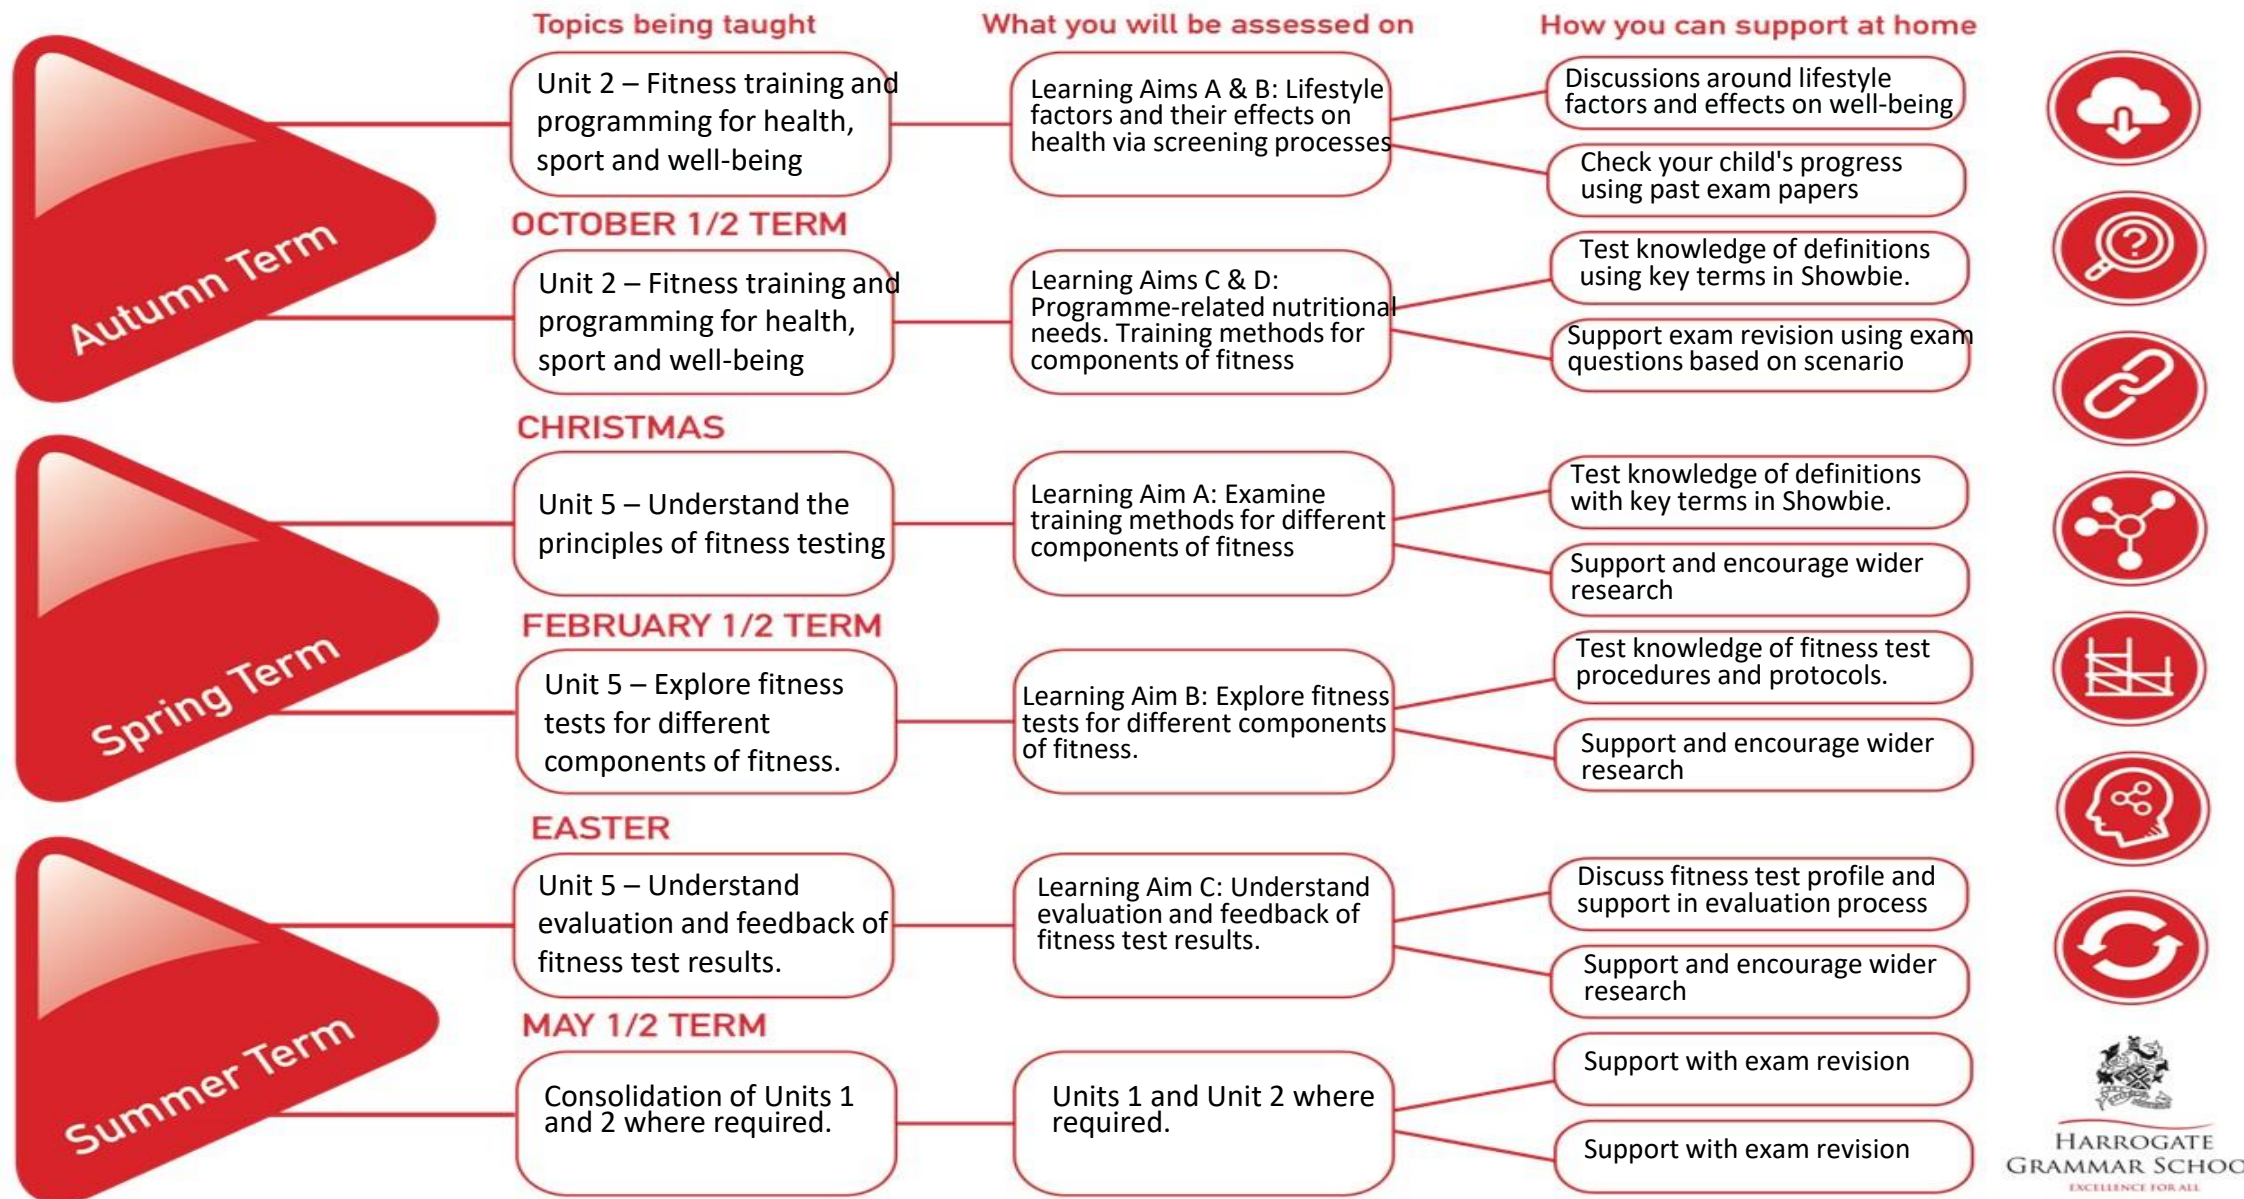 Topics being taught
What you will be assessed on
How you can support at home
Autumn Term
Unit 2 – Fitness training and
programming for health,
sport and well-being
Learning Aims A & B: Lifestyle
factors and their effects on
health via screening processes
Discussions around lifestyle
factors and effects on well-being
Check your child's progress
using past exam papers
OCTOBER 1/2 TERM
Unit 2 – Fitness training and
programming for health,
sport and well-being
Learning Aims C & D:
Programme-related nutritional
needs. Training methods for
components of fitness
Test knowledge of definitions
using key terms in Showbie.
Support exam revision using exam
questions based on scenario
CHRISTMAS
Spring Term
Unit 5 – Understand the
principles of fitness testing
Learning Aim A: Examine
training methods for different
components of fitness
Test knowledge of definitions
with key terms in Showbie.
Support and encourage wider
research
FEBRUARY 1/2 TERM
Unit 5 – Explore fitness
tests for different
components of fitness.
Learning Aim B: Explore fitness
tests for different components
of fitness.
Test knowledge of fitness test
procedures and protocols.
Support and encourage wider
research
EASTER
Summer Term
Unit 5 – Understand
evaluation and feedback of
fitness test results.
Learning Aim C: Understand
evaluation and feedback of
fitness test results.
Discuss fitness test profile and
support in evaluation process
Support and encourage wider
research
MAY 1/2 TERM
Consolidation of Units 1
and 2 where required.
Units 1 and Unit 2 where
required.
Support with exam revision
Support with exam revision
HARROGATE
GRAMMAR SCHOO
EXCELLENCE FOR ALL